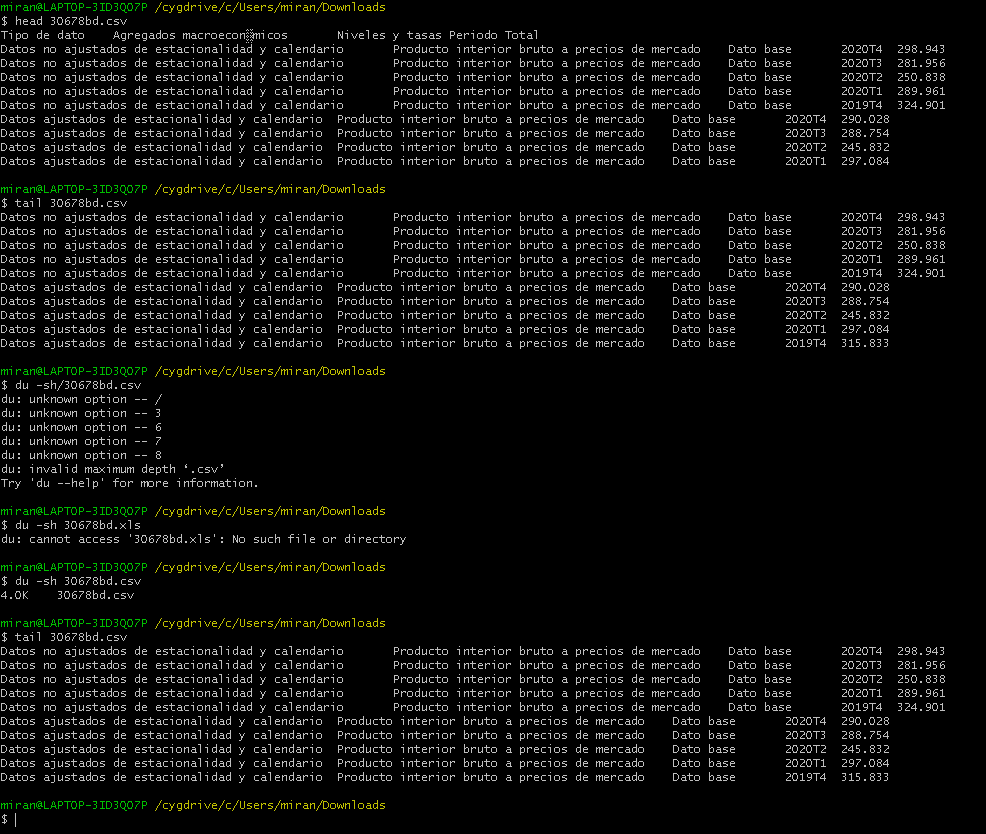 miran@LAPTOP-3ID3Q07P /cygdrive/c/Users/miran/Downloads
$ head 30678bd.csv
Tipo de dato Agregados macroecon▒micos Niveles y tasas Periodo Total
Datos no ajustados de estacionalidad y calendario Producto interior bruto a precios de mercado Dato base 2020T4 298.943
Datos no ajustados de estacionalidad y calendario Producto interior bruto a precios de mercado Dato base 2020T3 281.956
Datos no ajustados de estacionalidad y calendario Producto interior bruto a precios de mercado Dato base 2020T2 250.838
Datos no ajustados de estacionalidad y calendario Producto interior bruto a precios de mercado Dato base 2020T1 289.961
Datos no ajustados de estacionalidad y calendario Producto interior bruto a precios de mercado Dato base 2019T4 324.901
Datos ajustados de estacionalidad y calendario Producto interior bruto a precios de mercado Dato base 2020T4 290.028
Datos ajustados de estacionalidad y calendario Producto interior bruto a precios de mercado Dato base 2020T3 288.754
Datos ajustados de estacionalidad y calendario Producto interior bruto a precios de mercado Dato base 2020T2 245.832
Datos ajustados de estacionalidad y calendario Producto interior bruto a precios de mercado Dato base 2020T1 297.084
miran@LAPTOP-3ID3Q07P /cygdrive/c/Users/miran/Downloads
$ tail 30678bd.csv
Datos no ajustados de estacionalidad y calendario Producto interior bruto a precios de mercado Dato base 2020T4 298.943
Datos no ajustados de estacionalidad y calendario Producto interior bruto a precios de mercado Dato base 2020T3 281.956
Datos no ajustados de estacionalidad y calendario Producto interior bruto a precios de mercado Dato base 2020T2 250.838
Datos no ajustados de estacionalidad y calendario Producto interior bruto a precios de mercado Dato base 2020T1 289.961
Datos no ajustados de estacionalidad y calendario Producto interior bruto a precios de mercado Dato base 2019T4 324.901
Datos ajustados de estacionalidad y calendario Producto interior bruto a precios de mercado Dato base 2020T4 290.028
Datos ajustados de estacionalidad y calendario Producto interior bruto a precios de mercado Dato base 2020T3 288.754
Datos ajustados de estacionalidad y calendario Producto interior bruto a precios de mercado Dato base 2020T2 245.832
Datos ajustados de estacionalidad y calendario Producto interior bruto a precios de mercado Dato base 2020T1 297.084
Datos ajustados de estacionalidad y calendario Producto interior bruto a precios de mercado Dato base 2019T4 315.833
miran@LAPTOP-3ID3Q07P /cygdrive/c/Users/miran/Downloads
$ du -sh/30678bd.csv
du: unknown option -- /
du: unknown option -- 3
du: unknown option -- 6
du: unknown option -- 7
du: unknown option -- 8
du: invalid maximum depth ‘.csv’
Try 'du --help' for more information.
miran@LAPTOP-3ID3Q07P /cygdrive/c/Users/miran/Downloads
$ du -sh 30678bd.xls
du: cannot access '30678bd.xls': No such file or directory
miran@LAPTOP-3ID3Q07P /cygdrive/c/Users/miran/Downloads
$ du -sh 30678bd.csv
4.0K 30678bd.csv
miran@LAPTOP-3ID3Q07P /cygdrive/c/Users/miran/Downloads
$ tail 30678bd.csv
Datos no ajustados de estacionalidad y calendario Producto interior bruto a precios de mercado Dato base 2020T4 298.943
Datos no ajustados de estacionalidad y calendario Producto interior bruto a precios de mercado Dato base 2020T3 281.956
Datos no ajustados de estacionalidad y calendario Producto interior bruto a precios de mercado Dato base 2020T2 250.838
Datos no ajustados de estacionalidad y calendario Producto interior bruto a precios de mercado Dato base 2020T1 289.961
Datos no ajustados de estacionalidad y calendario Producto interior bruto a precios de mercado Dato base 2019T4 324.901
Datos ajustados de estacionalidad y calendario Producto interior bruto a precios de mercado Dato base 2020T4 290.028
Datos ajustados de estacionalidad y calendario Producto interior bruto a precios de mercado Dato base 2020T3 288.754
Datos ajustados de estacionalidad y calendario Producto interior bruto a precios de mercado Dato base 2020T2 245.832
Datos ajustados de estacionalidad y calendario Producto interior bruto a precios de mercado Dato base 2020T1 297.084
Datos ajustados de estacionalidad y calendario Producto interior bruto a precios de mercado Dato base 2019T4 315.833
miran@LAPTOP-3ID3Q07P /cygdrive/c/Users/miran/Downloads
$